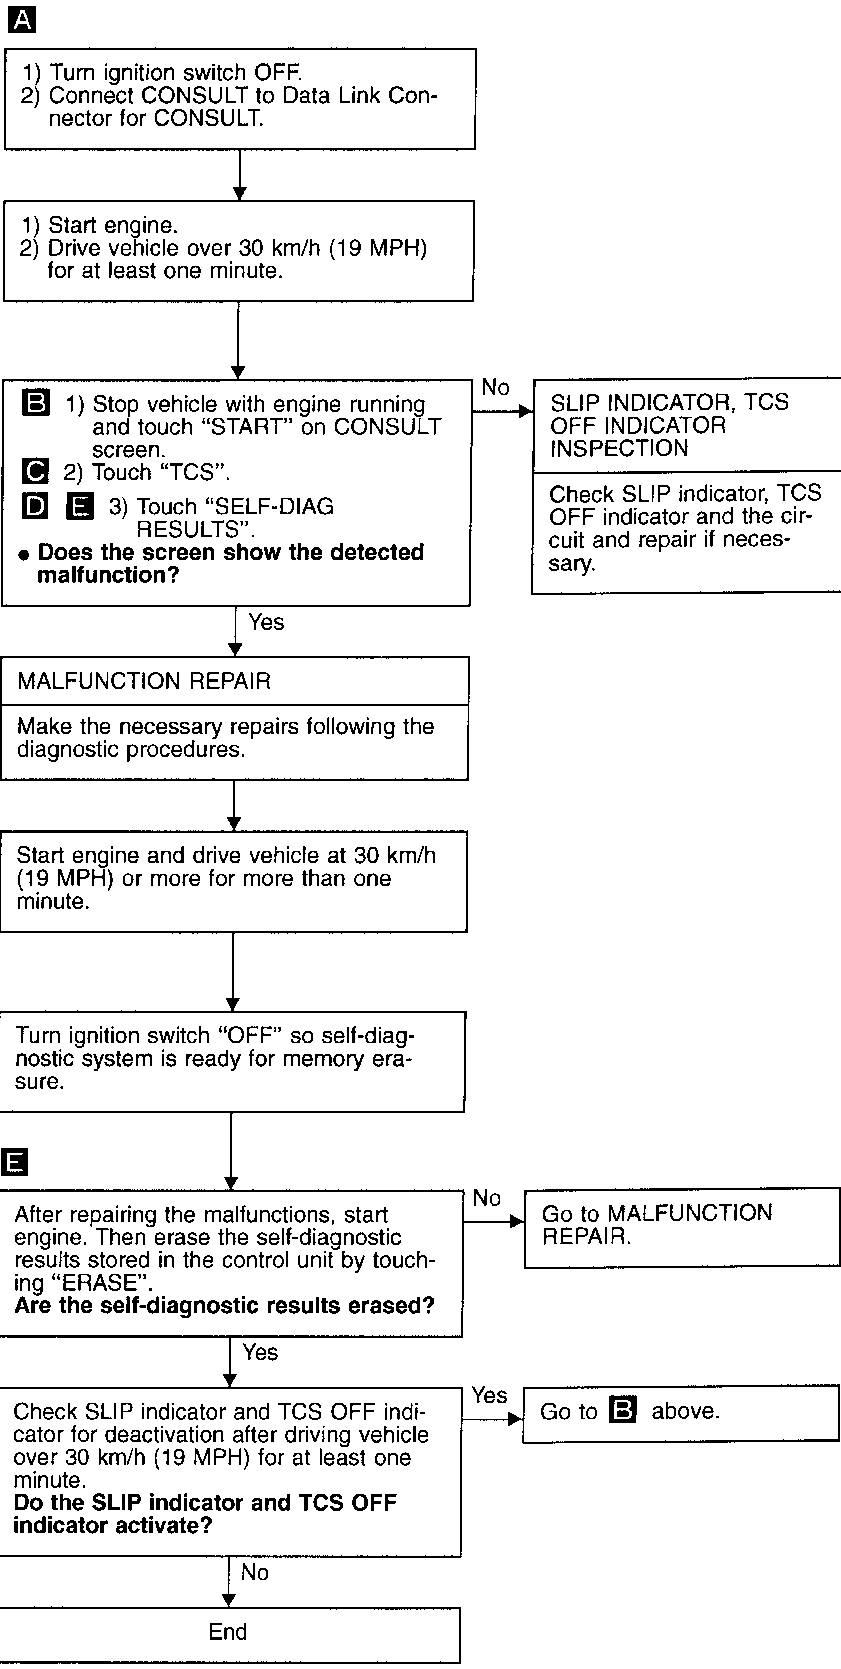 A
1) Turn ignition switch OFF.
2) Connect CONSULT to Data Link Con-
nector for CONSULT.
1) Start engine.
2) Drive vehicle over 30 km/h (19 MPH)
for at least one minute.
B 1) Stop vehicle with engine running
and touch “START” on CONSULT
screen.
C 2) Touch “TCS”.
D E 3) Touch “SELF-DIAG
RESULTS”.
● Does the screen show the detected
malfunction?
No
SLIP INDICATOR, TCS
OFF INDICATOR
INSPECTION
Check SLIP indicator, TCS
OFF indicator and the cir-
cuit and repair if neces-
sary.
Yes
MALFUNCTION REPAIR
Make the necessary repairs following the
diagnostic procedures.
Start engine and drive vehicle at 30 km/h
(19 MPH) or more for more than one
minute.
Turn ignition switch “OFF” so self-diag-
nostic system is ready for memory era-
sure.
E
After repairing the malfunctions, start
engine. Then erase the self-diagnostic
results stored in the control unit by touch-
ing “ERASE”.
Are the self-diagnostic results erased?
No
Go to MALFUNCTION
REPAIR.
Yes
Check SLIP indicator and TCS OFF indi-
cator for deactivation after driving vehicle
over 30 km/h (19 MPH) for at least one
minute.
Do the SLIP indicator and TCS OFF
indicator activate?
Yes
Go to B above.
No
End